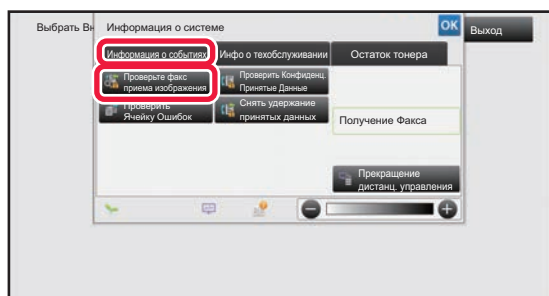 Выбрать Вн
Информация о системе
OK
Выход
Информация о событиях
Инфо о техобслуживании
Остаток тонера
Проверьте факс
приема изображения
Проверить Конфиденц.
Принятые Данные
Проверить
Ячейку Ошибок
Снять удержание
принятых данных
Получение Факса
Прекращение
дистанц. управления